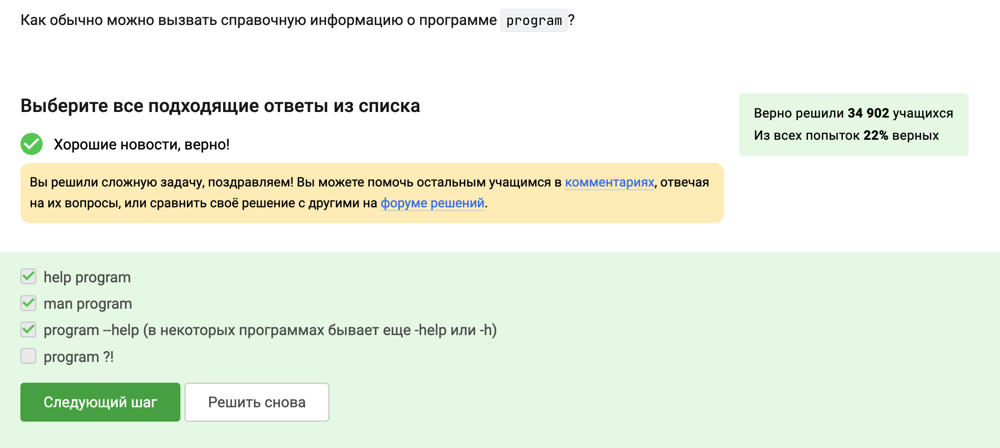 Как обычно можно вызвать справочную информацию о программе program?
Выберите все подходящие ответы из списка
Верно решили 34 902 учащихся
Из всех попыток 22% верных
Хорошие новости, верно!
Вы решили сложную задачу, поздравляем! Вы можете помочь остальным учащимся в комментариях, отвечая
на их вопросы, или сравнить своё решение с другими на форуме решений.
help program
man program
program --help (в некоторых программах бывает еще -help или -h)
program ?!
Следующий шаг
Решить снова